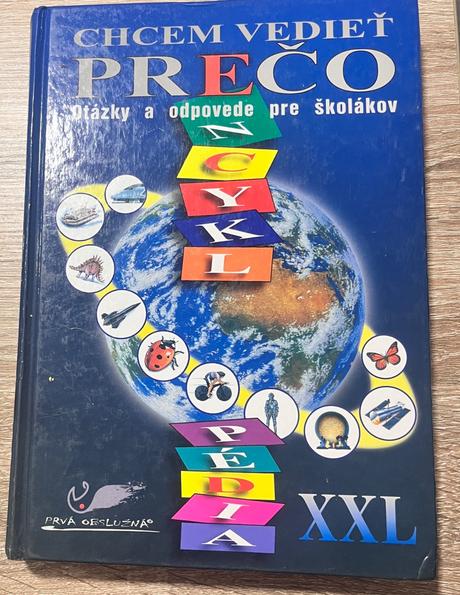 CHCEM VEDIEŤ
PREČO
Otázky a odpovede pre školákov
N
C
Y
K
L
P
É
D
I
A
XXL
PRVÁ OBSLUŽNÁ